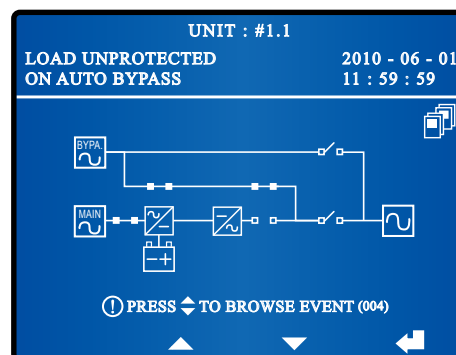 UNIT : #1.1
LOAD UNPROTECTED
2010 - 06 - 01
ON AUTO BYPASS
11 : 59 : 59
BYPA.
MAIN
PRESS TO BROWSE EVENT (004)